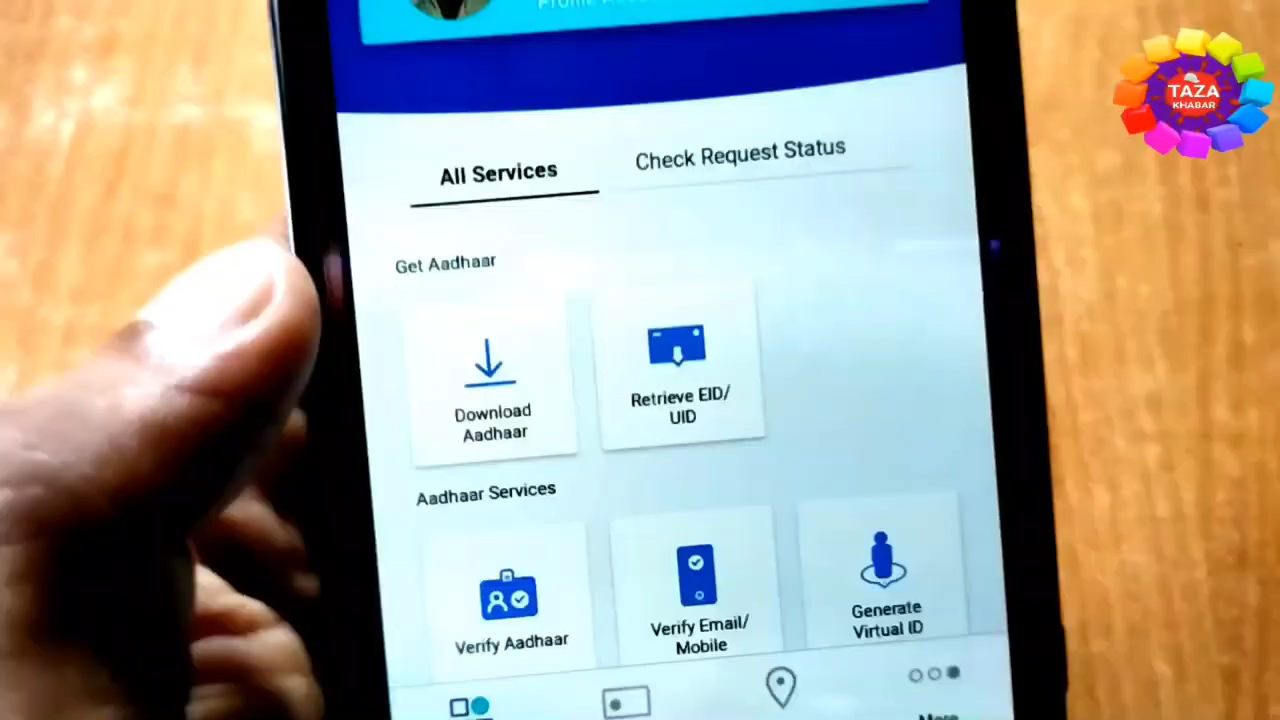 TAZA
KHABAR
All Services
Check Request Status
Get Aadhaar
Download
Aadhaar
Retrieve EID/
UID
Aadhaar Services
Verify Aadhaar
Verify Email/
Mobile
Generate
Virtual ID